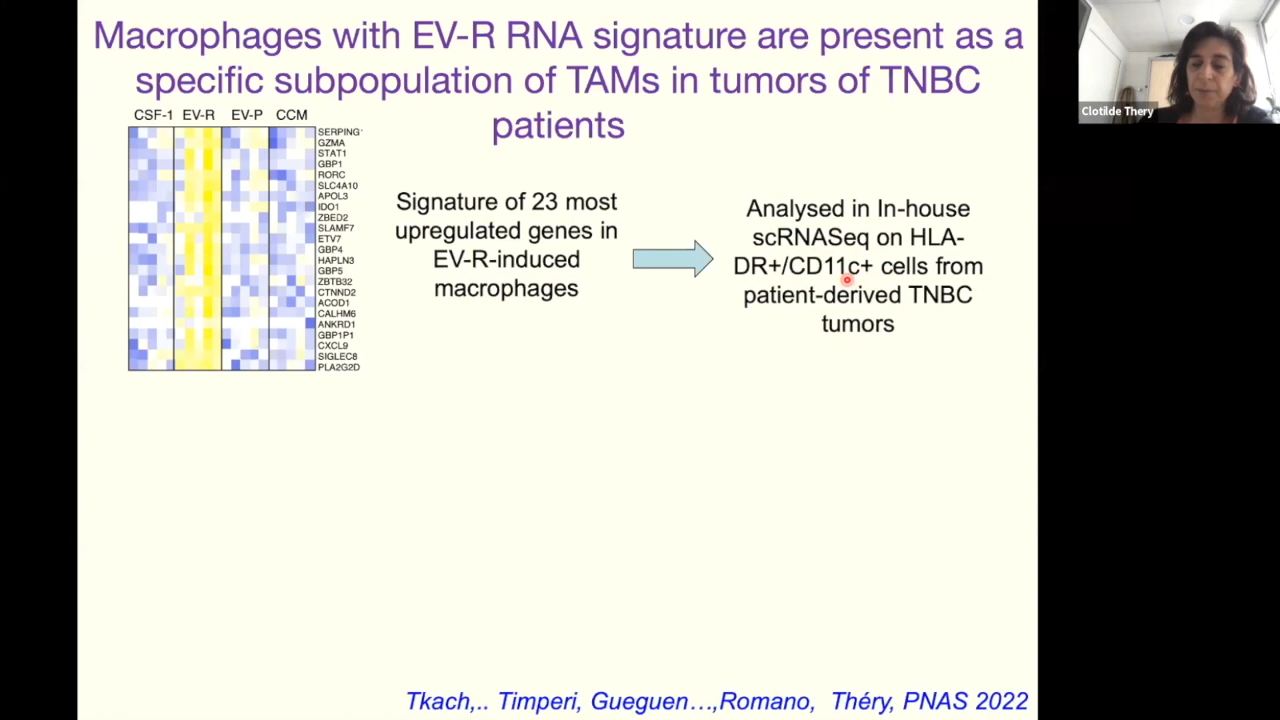 Macrophages with EV-R RNA signature are present as a
specific subpopulation of TAMs in tumors of TNBC
patients
CSF-1 EV-R EV-P CCM
SERPING
GZMA
STAT1
GBP1
RORC
SLC4A10
APOL3
IDO1
ZBED2
SLAMF7
ETV7
GBP4
HAPLN3
GBP5
ZBTB32
CTNND2
ACOD1
CALHM6
ANKRD1
GBP1P1
CXCL9
SIGLEC8
PLA2G2D
Signature of 23 most
upregulated genes in
EV-R-induced
macrophages
Analysed in In-house
scRNASeq on HLA-
DR+/CD11c+ cells from
patient-derived TNBC
tumors
Tkach,.. Timperi, Gueguen…,Romano, Théry, PNAS 2022
Clotilde Thery